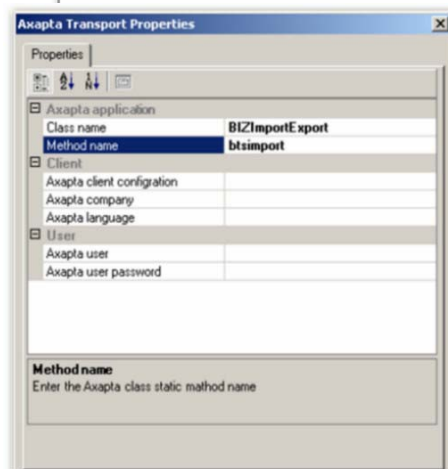 Axapta Transport Properties
Properties
Axapta application
Class name BIZImportExport
Method name btsimport
Client
Axapta client configration
Axapta company
Axapta language
User
Axapta user
Axapta user password
Method name
Enter the Axapta class static mathod name